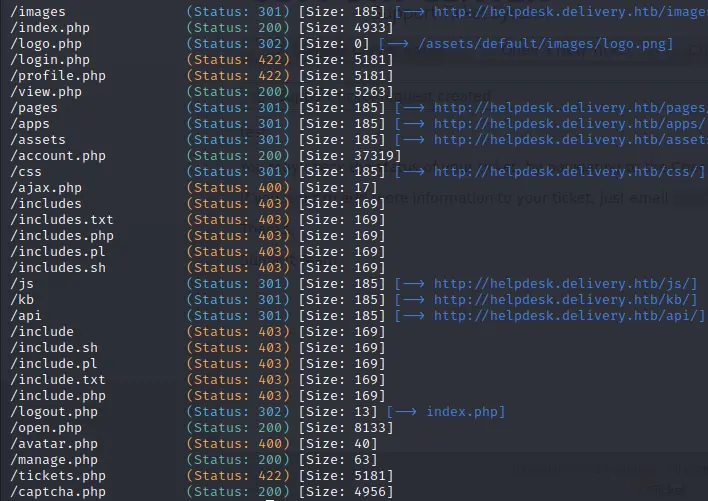 /images (Status: 301) [Size: 185] [--> http://helpdesk.delivery.htb/images
/index.php (Status: 200) [Size: 4933]
/logo.php (Status: 302) [Size: 0] [--> /assets/default/images/logo.png]
/login.php (Status: 422) [Size: 5181]
/profile.php (Status: 422) [Size: 5181]
/view.php (Status: 200) [Size: 5263]
/pages (Status: 301) [Size: 185] [--> http://helpdesk.delivery.htb/pages/
/apps (Status: 301) [Size: 185] [--> http://helpdesk.delivery.htb/apps/
/assets (Status: 301) [Size: 185] [--> http://helpdesk.delivery.htb/assets
/account.php (Status: 200) [Size: 37319]
/css (Status: 301) [Size: 185] [--> http://helpdesk.delivery.htb/css/]
/ajax.php (Status: 400) [Size: 17]
/includes (Status: 403) [Size: 169]
/includes.txt (Status: 403) [Size: 169]
/includes.php (Status: 403) [Size: 169]
/includes.pl (Status: 403) [Size: 169]
/includes.sh (Status: 403) [Size: 169]
/js (Status: 301) [Size: 185] [--> http://helpdesk.delivery.htb/js/]
/kb (Status: 301) [Size: 185] [--> http://helpdesk.delivery.htb/kb/]
/api (Status: 301) [Size: 185] [--> http://helpdesk.delivery.htb/api/]
/include (Status: 403) [Size: 169]
/include.sh (Status: 403) [Size: 169]
/include.pl (Status: 403) [Size: 169]
/include.txt (Status: 403) [Size: 169]
/include.php (Status: 403) [Size: 169]
/logout.php (Status: 302) [Size: 13] [--> index.php]
/open.php (Status: 200) [Size: 8133]
/avatar.php (Status: 400) [Size: 40]
/manage.php (Status: 200) [Size: 63]
/tickets.php (Status: 422) [Size: 5181]
/captcha.php (Status: 200) [Size: 4956]